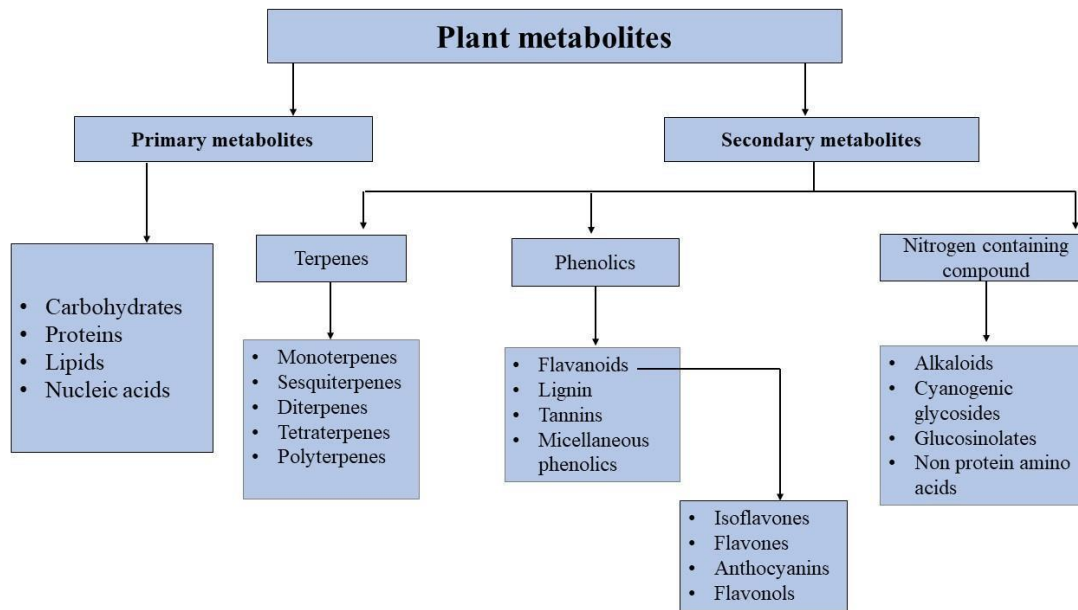 Plant metabolites
Primary metabolites
Secondary metabolites
• Carbohydrates
• Proteins
• Lipids
• Nucleic acids
Terpenes
• Monoterpenes
• Sesquiterpenes
• Diterpenes
• Tetraterpenes
• Polyterpenes
Phenolics
• Flavanoids
• Lignin
• Tannins
• Micellaneous
phenolics
• Isoflavones
• Flavones
• Anthocyanins
• Flavonols
Nitrogen containing
compound
• Alkaloids
• Cyanogenic
glycosides
• Glucosinolates
• Non protein amino
acids